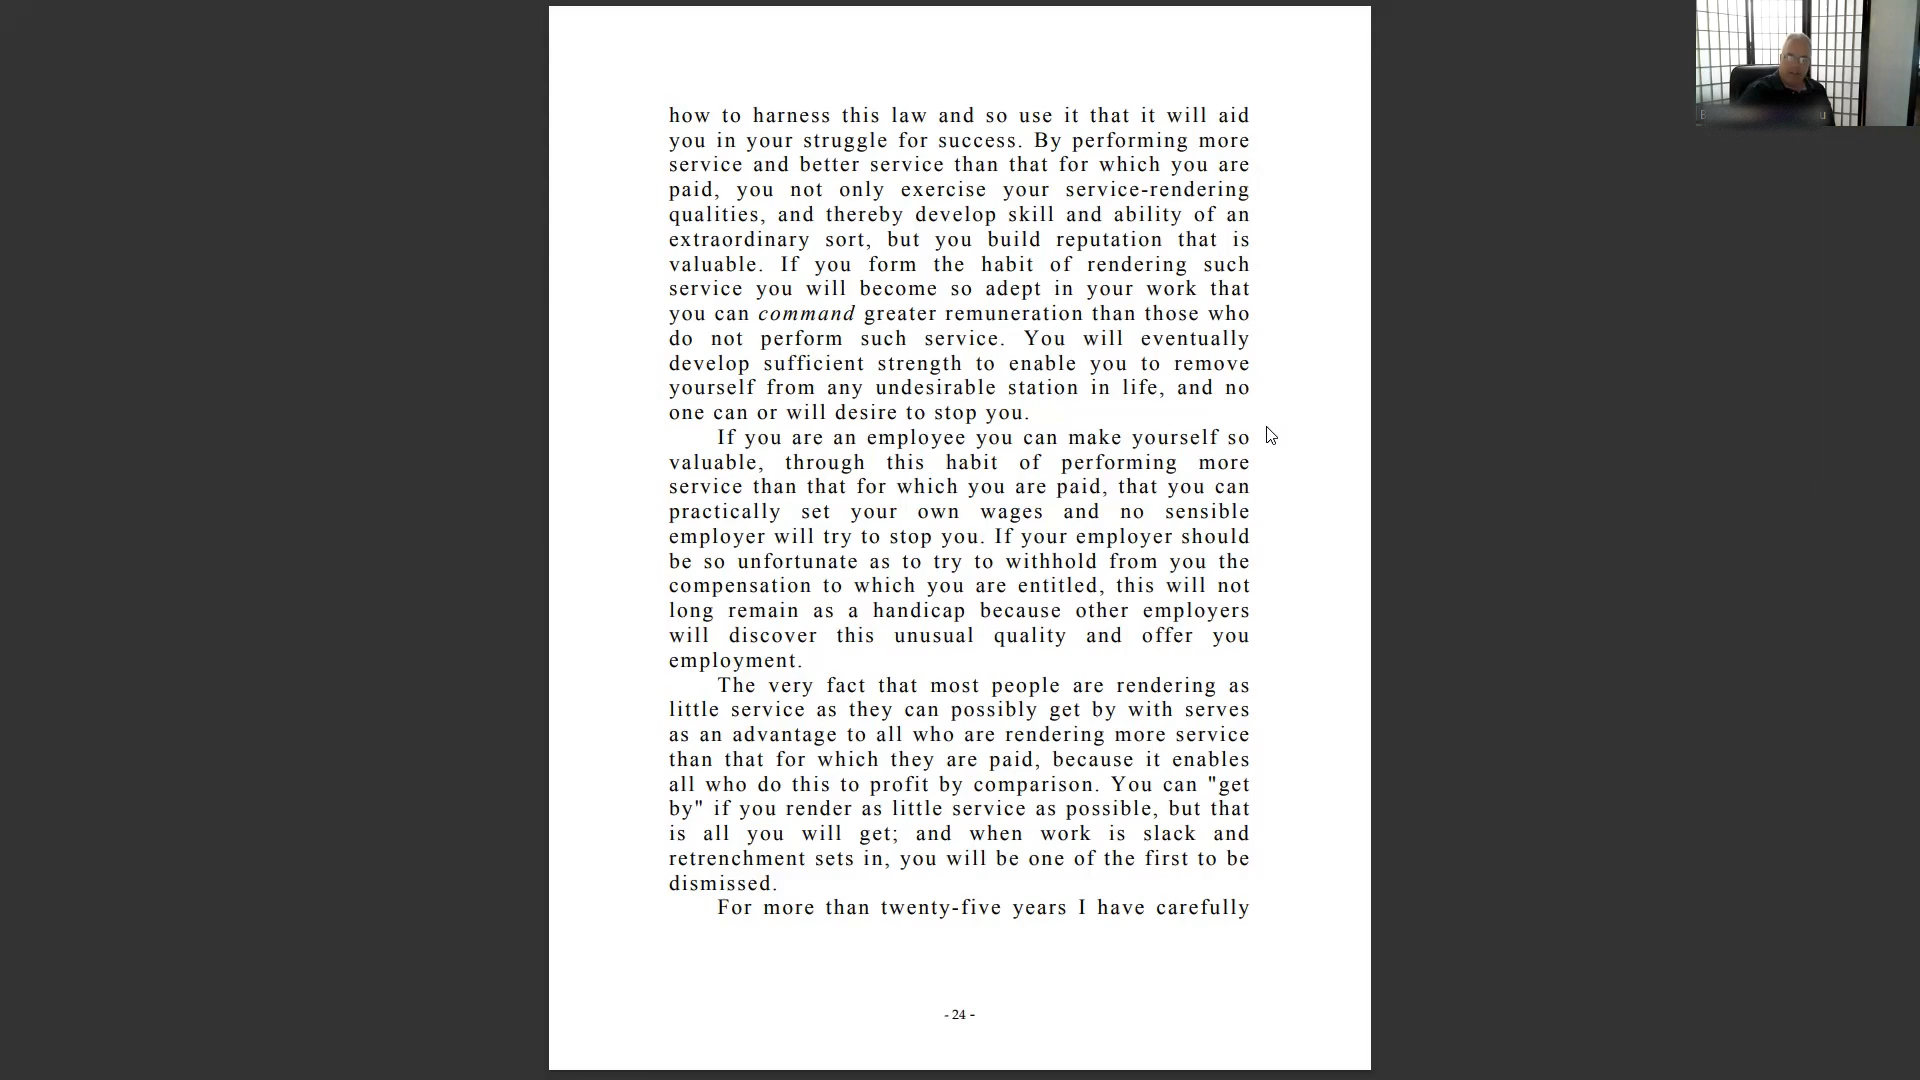 how to harness this law and so use it that it will aid
you in your struggle for success. By performing more
service and better service than that for which you are
paid, you not only exercise your service-rendering
qualities, and thereby develop skill and ability of an
extraordinary sort, but you build reputation that is
valuable. If you form the habit of rendering such
service you will become so adept in your work that
you can command greater remuneration than those who
do not perform such service. You will eventually
develop sufficient strength to enable you to remove
yourself from any undesirable station in life, and no
one can or will desire to stop you.
If you are an employee you can make yourself so
valuable, through this habit of performing more
service than that for which you are paid, that you can
practically set your own wages and no sensible
employer will try to stop you. If your employer should
be so unfortunate as to try to withhold from you the
compensation to which you are entitled, this will not
long remain as a handicap because other employers
will discover this unusual quality and offer you
employment.
The very fact that most people are rendering as
little service as they can possibly get by with serves
as an advantage to all who are rendering more service
than that for which they are paid, because it enables
all who do this to profit by comparison. You can "get
by" if you render as little service as possible, but that
is all you will get; and when work is slack and
retrenchment sets in, you will be one of the first to be
dismissed.
For more than twenty-five years I have carefully
- 24 -